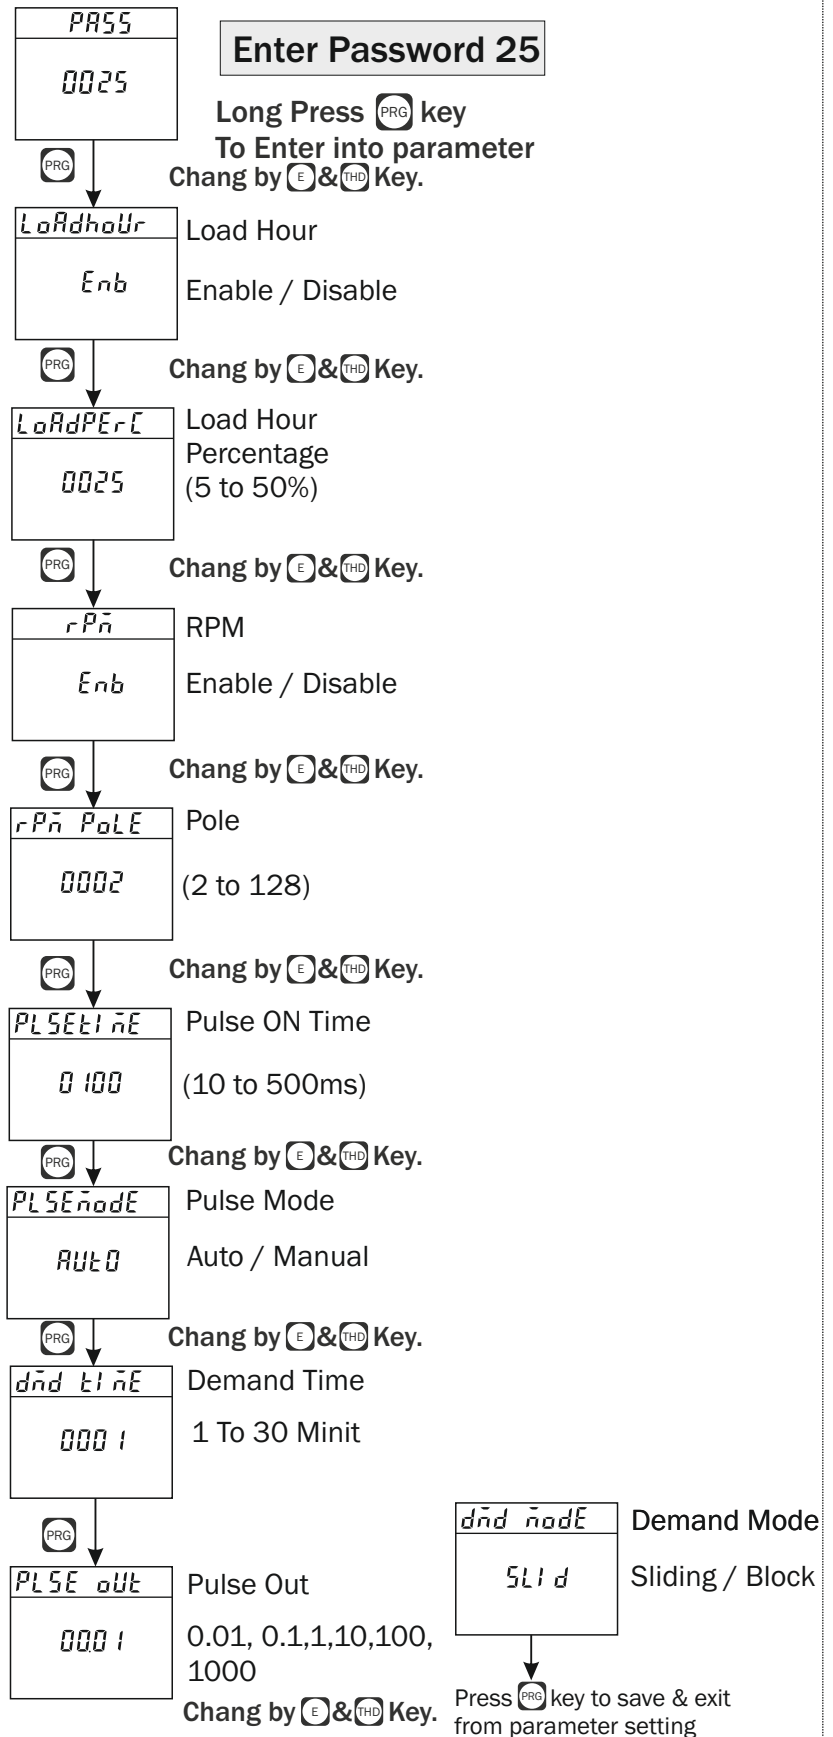 PASS
0025
Enter Password 25
Long Press PRG key
To Enter into parameter
PRG
Chang by E & THD Key.
LoAdhoUr
Load Hour
Enb
Enable / Disable
PRG
Chang by E & THD Key.
LoAdPErC
Load Hour
Percentage
0025
(5 to 50%)
PRG
Chang by E & THD Key.
rPm
RPM
Enb
Enable / Disable
PRG
Chang by E & THD Key.
rPm PoLE
Pole
0002
(2 to 128)
PRG
Chang by E & THD Key.
PLSEtImE
Pulse ON Time
0100
(10 to 500ms)
PRG
Chang by E & THD Key.
PLSEmodE
Pulse Mode
AUtO
Auto / Manual
PRG
Chang by E & THD Key.
dmd tImE
Demand Time
0001
1 To 30 Minit
PRG
PLSE oUt
Pulse Out
00.01
0.01, 0.1,1,10,100,
1000
Chang by E & THD Key.
dmd modE
Demand Mode
SLId
Sliding / Block
Press PRG key to save & exit
from parameter setting